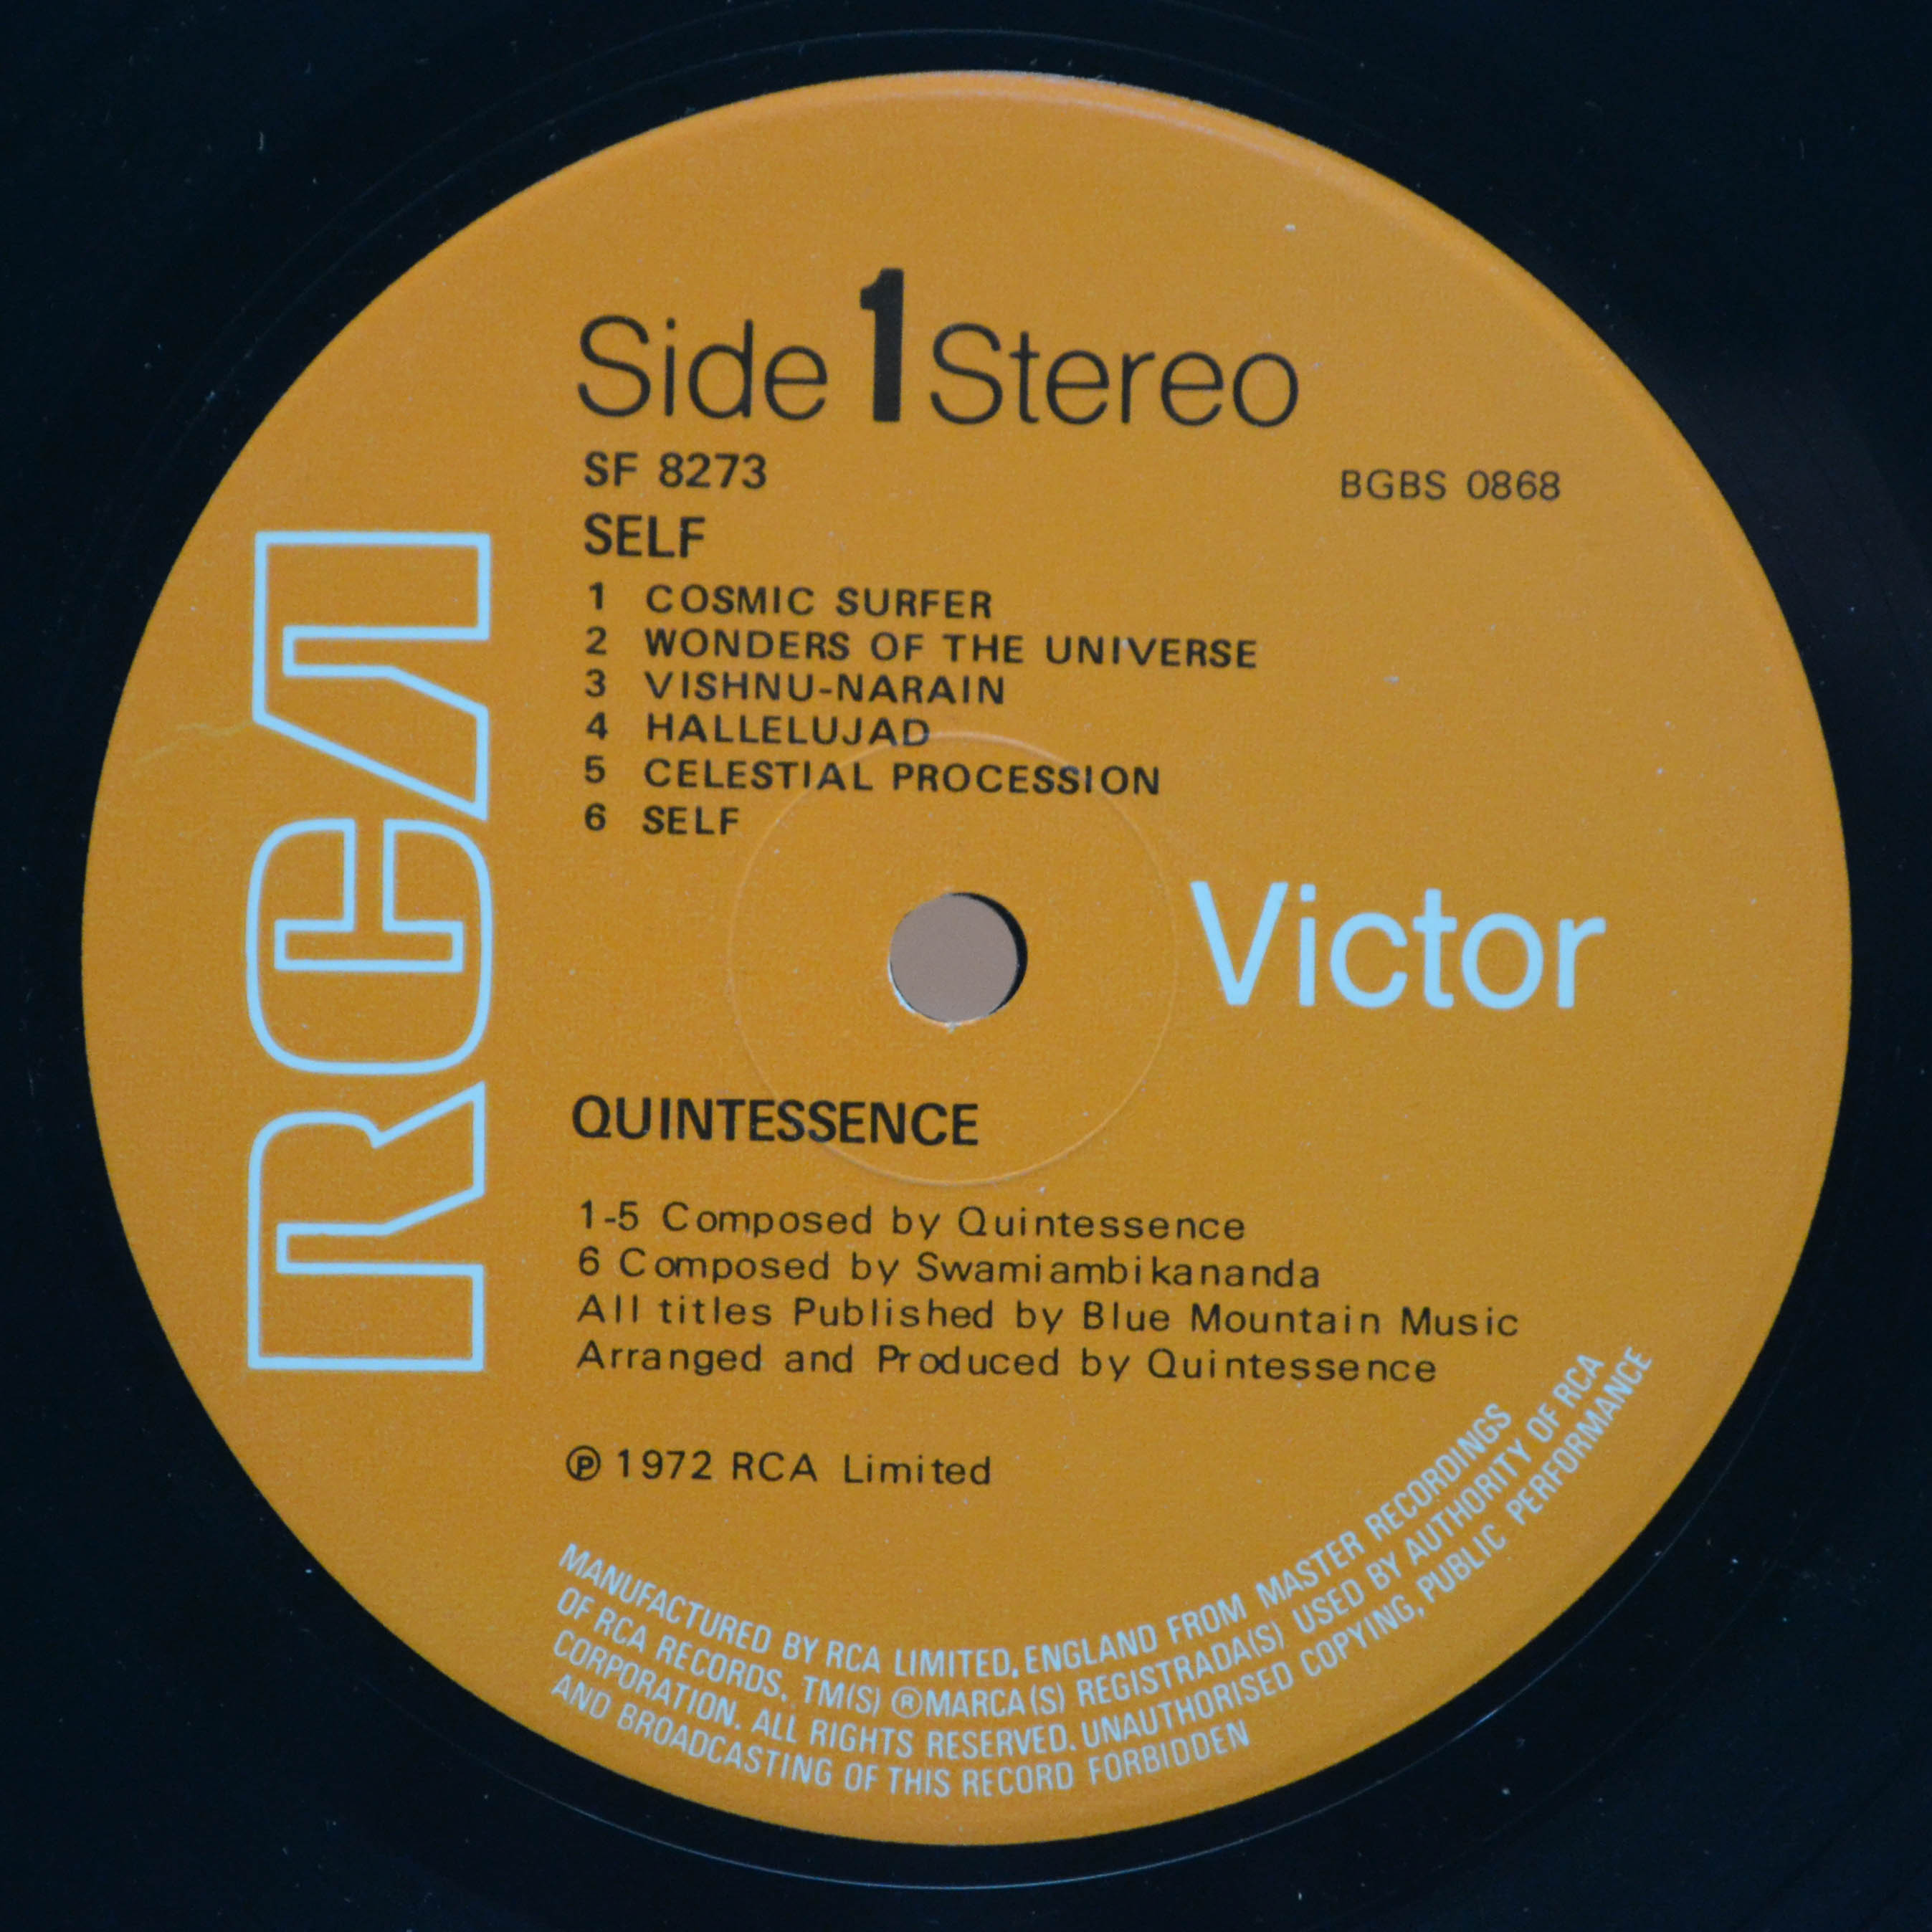 Side 1 Stereo
SF 8273
BGBS 0868
SELF
1 COSMIC SURFER
2 WONDERS OF THE UNIVERSE
3 VISHNU-NARAIN
4 HALLELUJAD
5 CELESTIAL PROCESSION
6 SELF
RCA
Victor
QUINTESSENCE
1-5 Composed by Quintessence
6 Composed by Swamiambikananda
All titles Published by Blue Mountain Music
Arranged and Produced by Quintessence
℗ 1972 RCA Limited
MANUFACTURED BY RCA LIMITED, ENGLAND FROM MASTER RECORDINGS
OF RCA RECORDS. TM(S) ® MARCA(S) REGISTRADA(S) USED BY AUTHORITY OF RCA
CORPORATION. ALL RIGHTS RESERVED. UNAUTHORISED COPYING, PUBLIC PERFORMANCE
AND BROADCASTING OF THIS RECORD FORBIDDEN